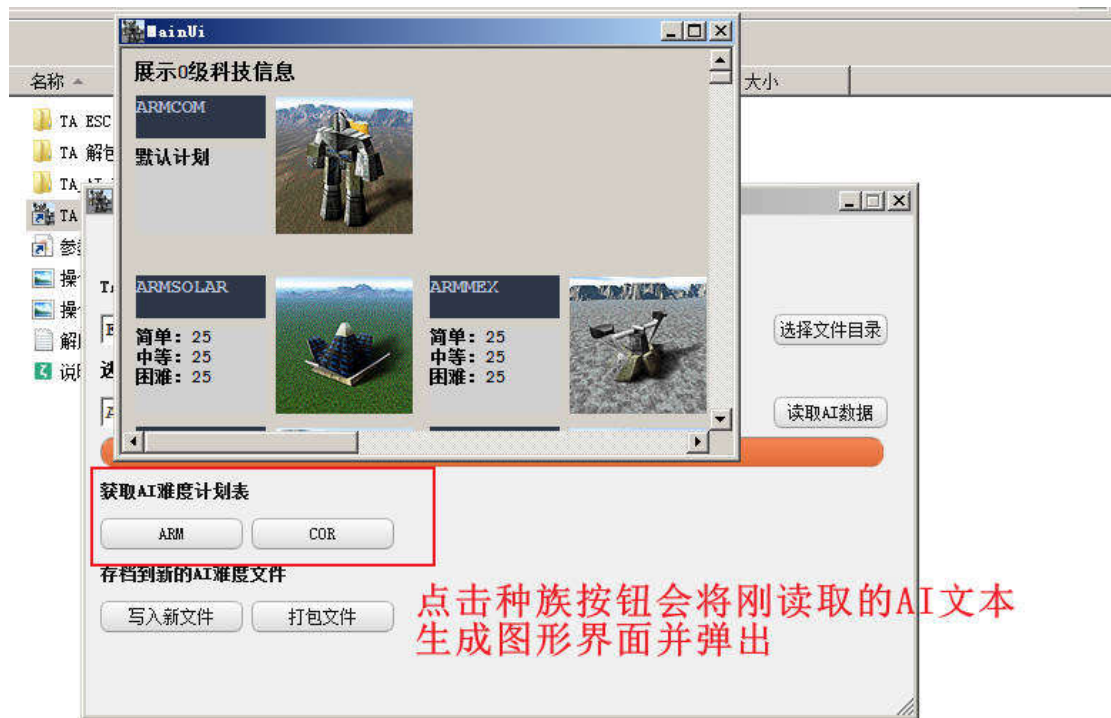 MainUi
展示0级科技信息
名称
大小
ARMCOM
默认计划
TA ESC
TA 解包
TA
ARMSOLAR
ARMMEX
简单: 25
中等: 25
困难: 25
简单: 25
中等: 25
困难: 25
选择文件目录
读取AI数据
获取AI难度计划表
ARM
COR
存档到新的AI难度文件
写入新文件
打包文件
点击种族按钮会将刚读取的AI文本
生成图形界面并弹出